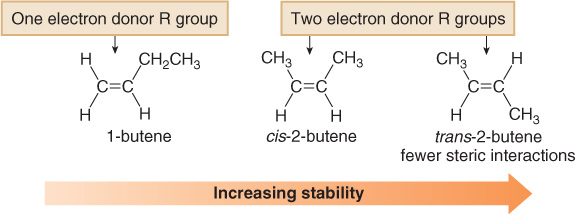 One electron donor R group
Two electron donor R groups
H CH₂CH₃
C=C
H H
1-butene
CH₃ CH₃
C=C
H H
cis-2-butene
CH₃ H
C=C
H CH₃
trans-2-butene
fewer steric interactions
Increasing stability